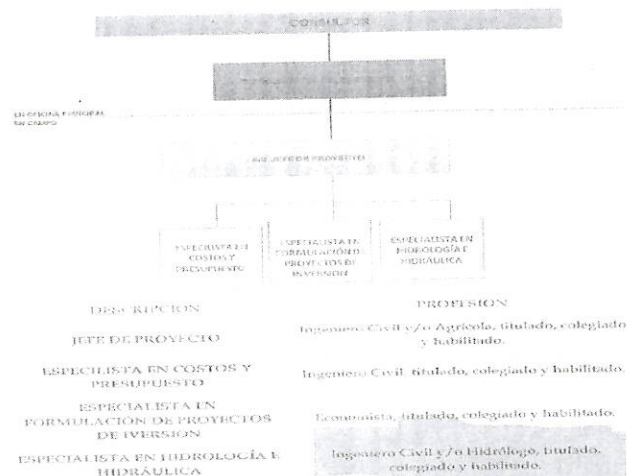 CONSULTOR
EN OFICINA PRINCIPAL
EN CAMPO
ING JEFE DE PROYECTO
ESPECIALISTA EN
COSTOS Y
PRESUPUESTO
ESPECIALISTA EN
FORMULACIÓN DE
PROYECTOS DE
INVERSION
ESPECIALISTA EN
HIDROLOGÍA E
HIDRÁULICA
DESCRIPCION
PROFESION
JEFE DE PROYECTO
Ingeniero Civil y/o Agrícola, titulado, colegiado
y habilitado.
ESPECILISTA EN COSTOS Y
PRESUPUESTO
Ingeniero Civil titulado, colegiado y habilitado.
ESPECIALISTA EN
FORMULACIÓN DE PROYECTOS
DE IVERSION
Economista, titulado, colegiado y habilitado.
ESPECIALISTA EN HIDROLOGÍA E
HIDRÁULICA
Ingeniero Civil y/o Hidrólogo, titulado,
colegiado y habilitado.